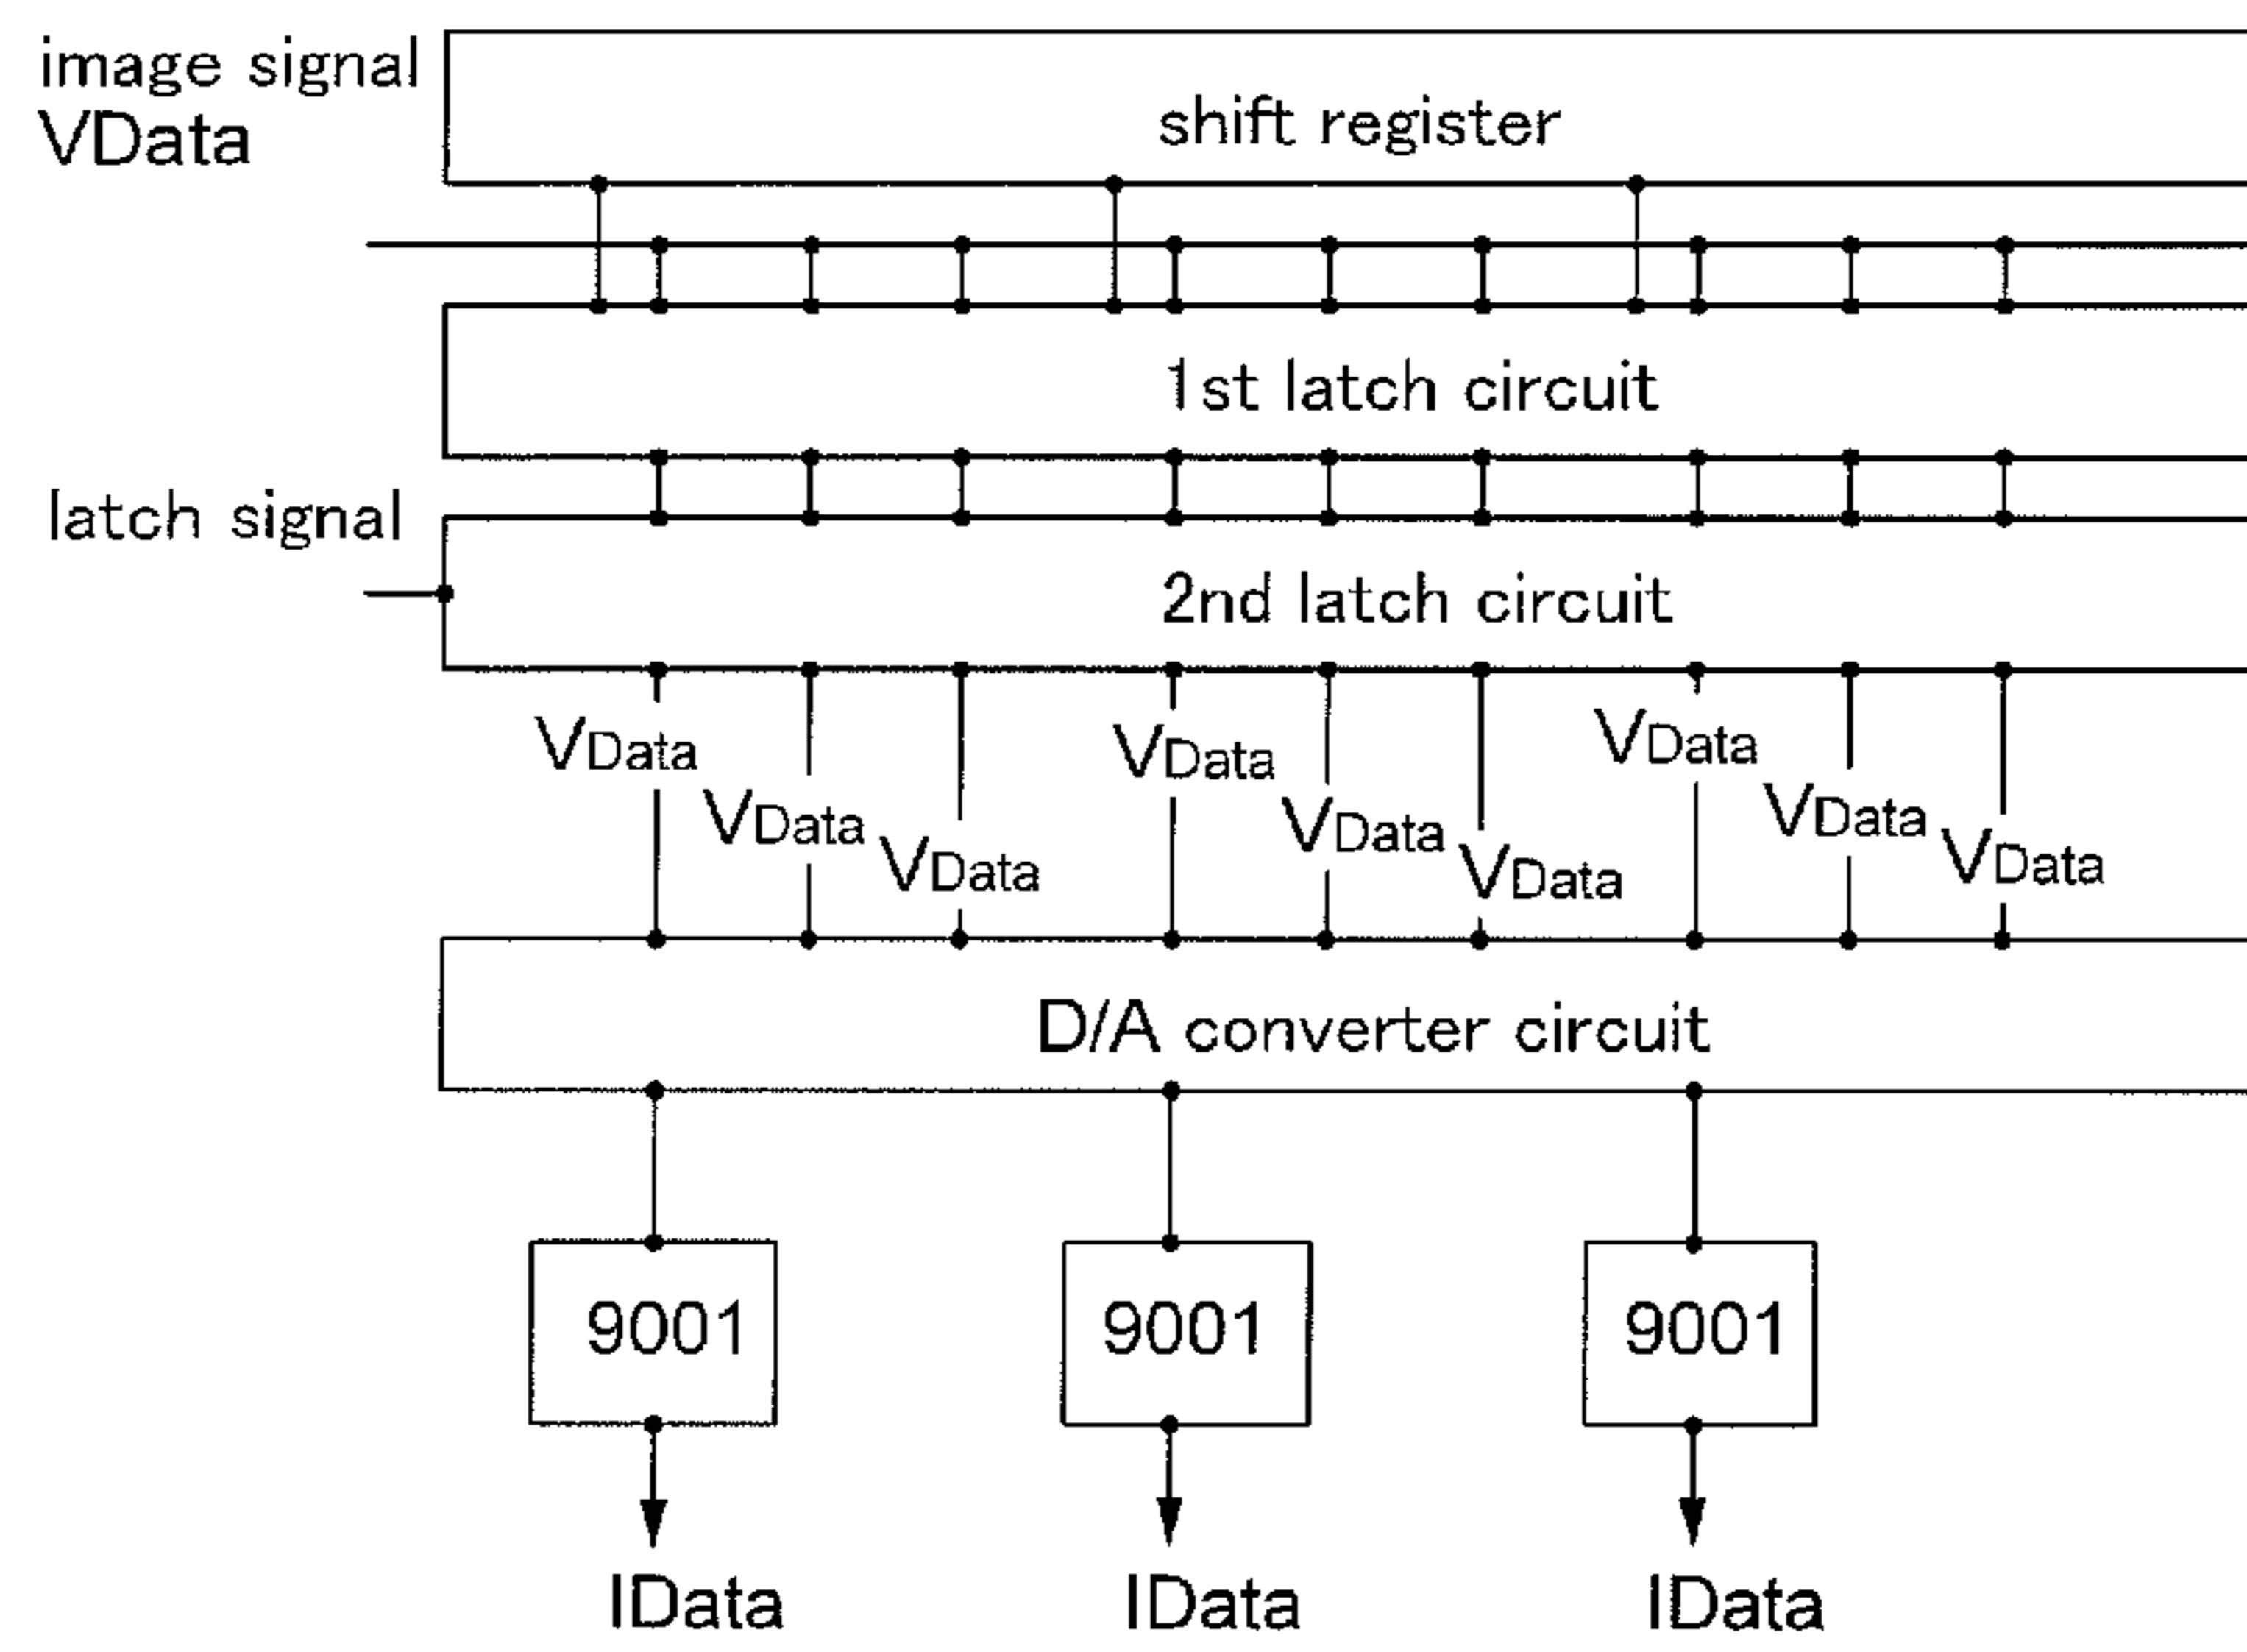 image signal
VData
shift register
1st latch circuit
latch signal
2nd latch circuit
VData
VData
VData
VData
VData
VData
VData
VData
VData
D/A converter circuit
9001
9001
9001
IData
IData
IData